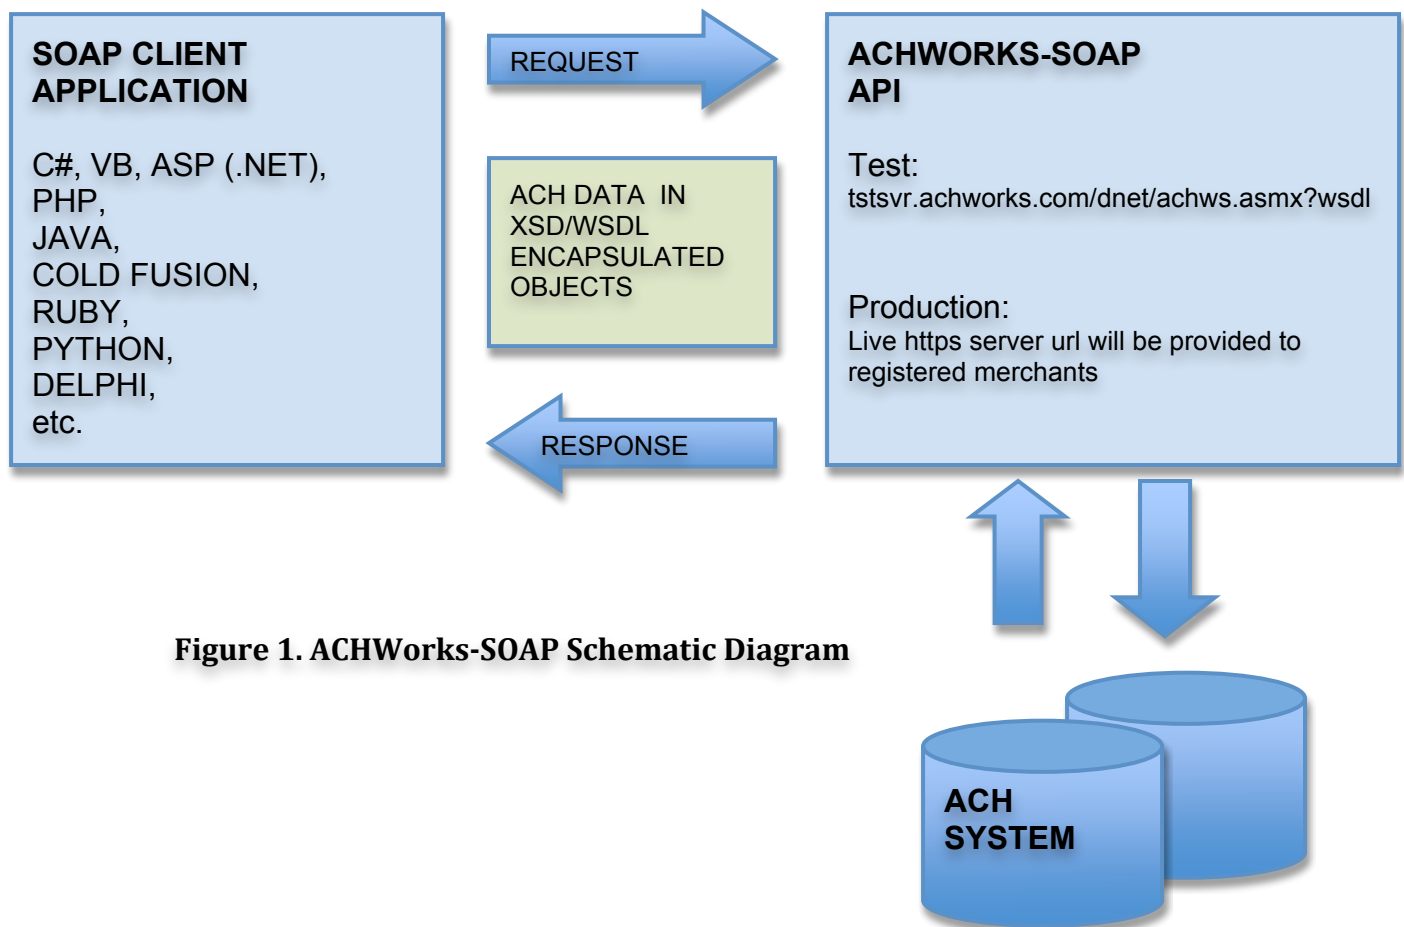 SOAP CLIENT
APPLICATION
C#, VB, ASP (.NET),
PHP,
JAVA,
COLD FUSION,
RUBY,
PYTHON,
DELPHI,
etc.
REQUEST
ACH DATA IN
XSD/WSDL
ENCAPSULATED
OBJECTS
RESPONSE
ACHWORKS-SOAP
API
Test:
tstsvr.achworks.com/dnet/achws.asmx?wsdl
Production:
Live https server url will be provided to
registered merchants
Figure 1. ACHWorks-SOAP Schematic Diagram
ACH
SYSTEM